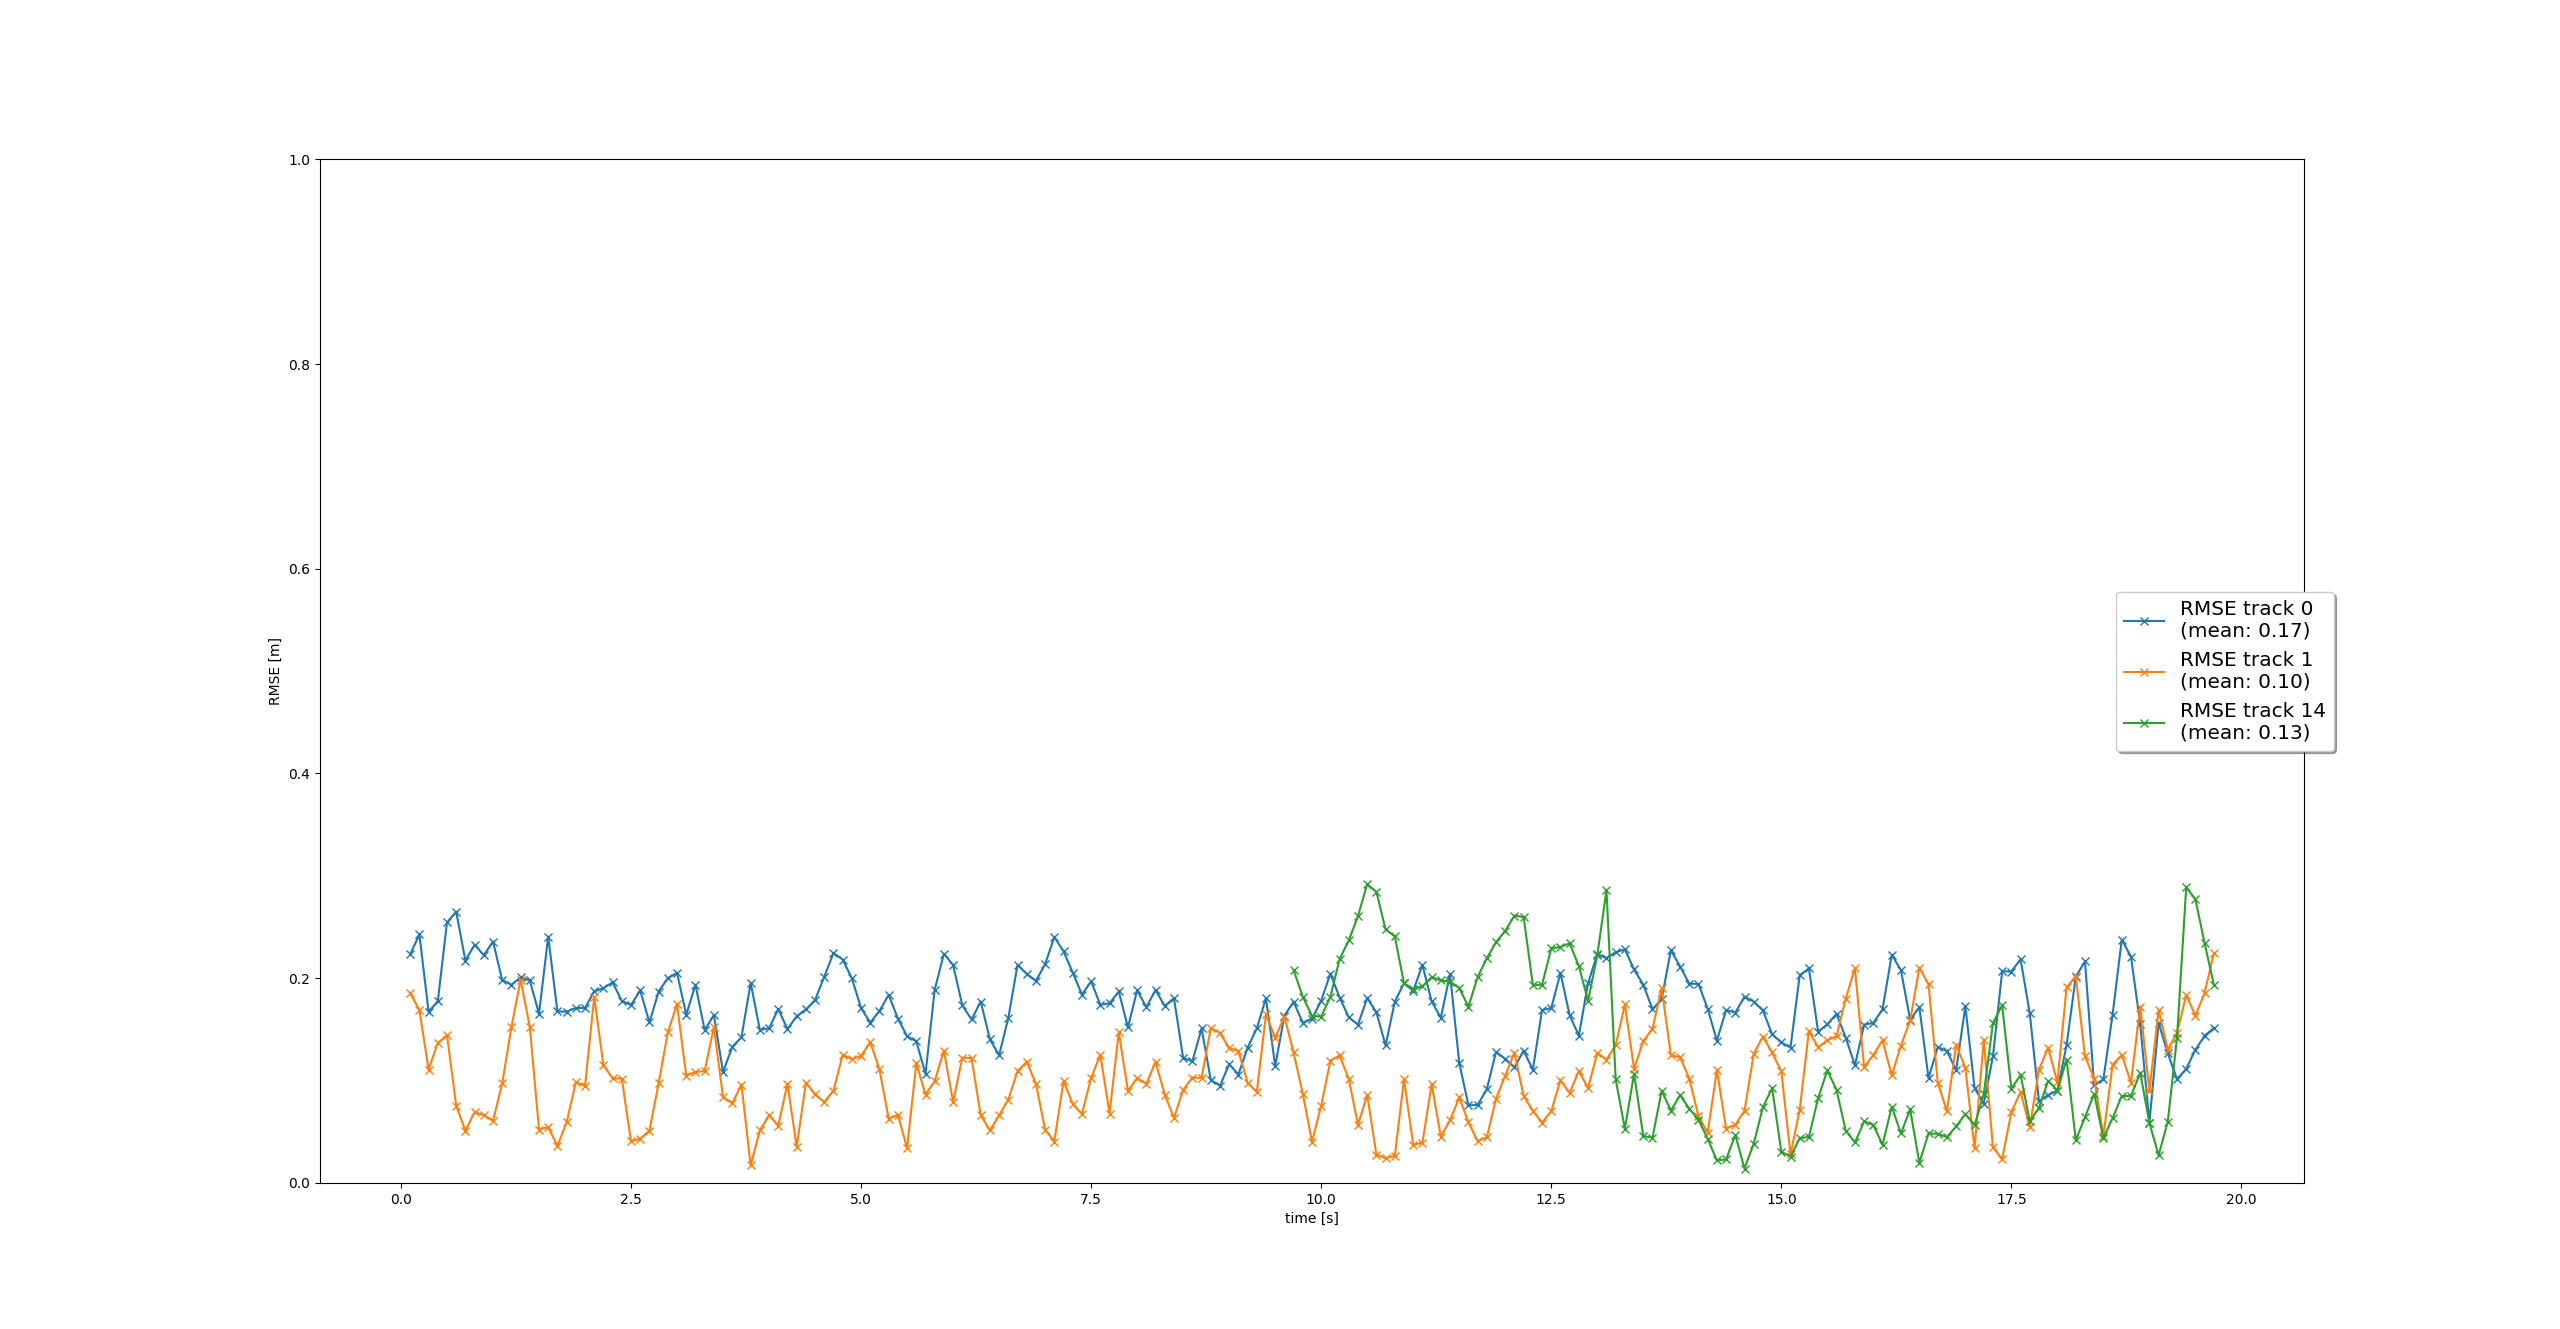 1.0
0.8
0.6
0.4
0.2
0.0
RMSE [m]
0.0 2.5 5.0 7.5 10.0 12.5 15.0 17.5 20.0
time [s]
RMSE track 0
(mean: 0.17)
RMSE track 1
(mean: 0.10)
RMSE track 14
(mean: 0.13)